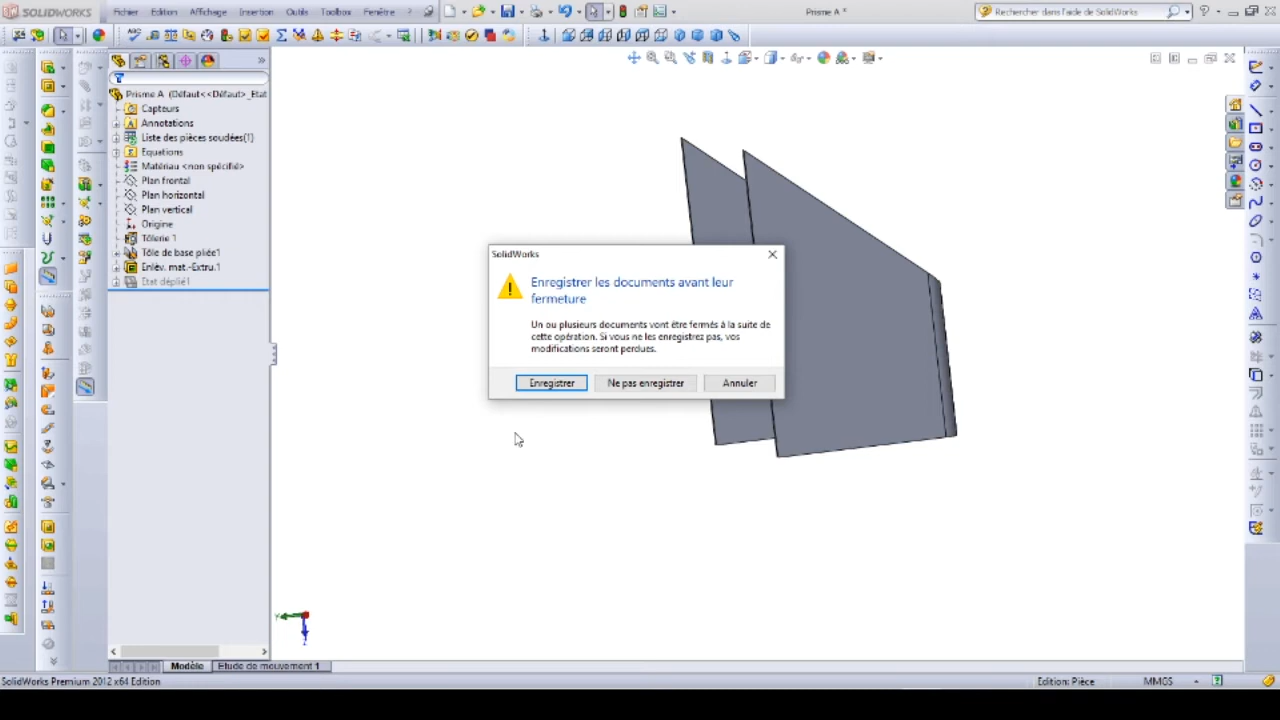 SOLIDWORKS
Fichier Edition Affichage Insertion Outils Toolbox Fenêtre ?
Prisme A *
Rechercher dans l'aide de SolidWorks
Prisme A (Défaut<<Défaut>_Etat
Capteurs
Annotations
Liste des pièces soudées(1)
Equations
Matériau <non spécifié>
Plan frontal
Plan horizontal
Plan vertical
Origine
Tôlerie 1
Tôle de base pliée1
Enlèv. mat.-Extru.1
Etat déplié1
SolidWorks
Enregistrer les documents avant leur
fermeture
Un ou plusieurs documents vont être fermés à la suite de
cette opération. Si vous ne les enregistrez pas, vos
modifications seront perdues.
Enregistrer Ne pas enregistrer Annuler
Modèle Etude de mouvement 1
SolidWorks Premium 2012 x64 Edition
Edition: Pièce MMGS